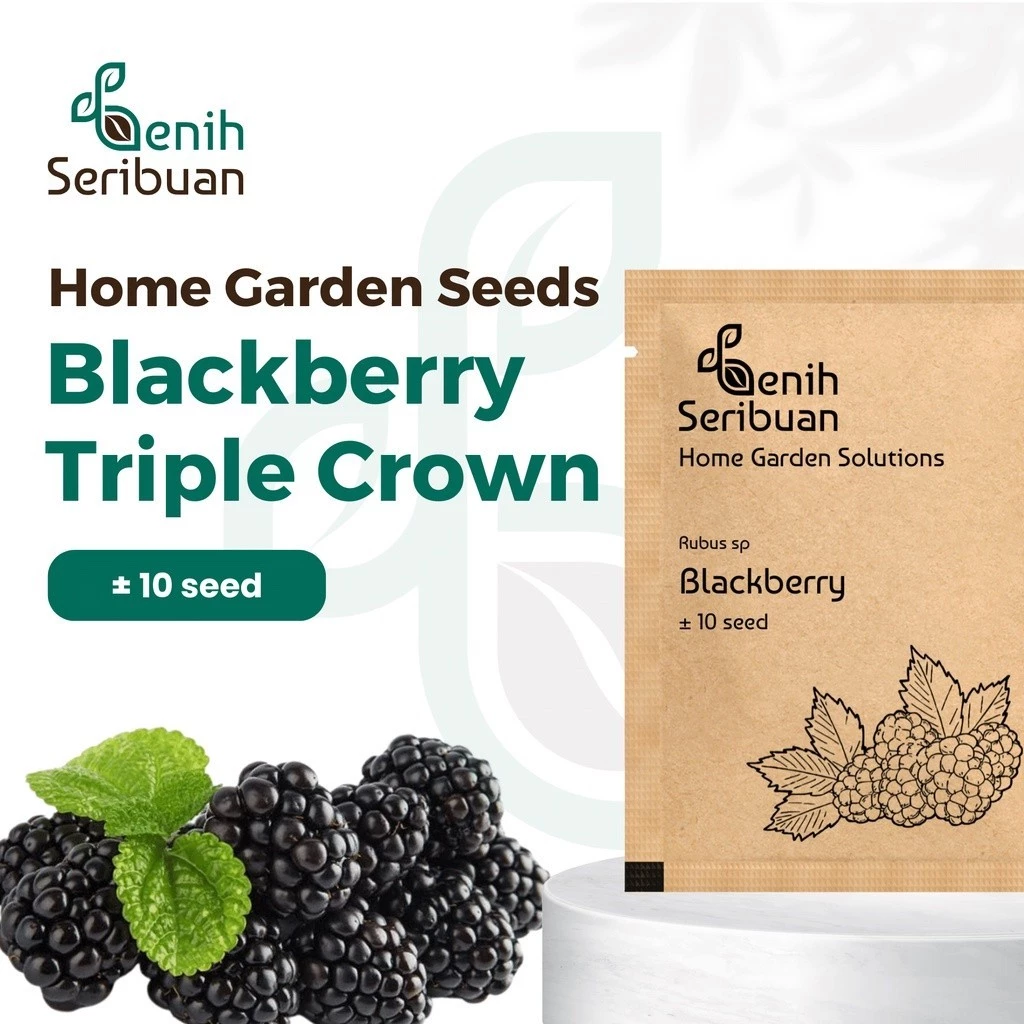 Benih
Seribuan
Home Garden Seeds
Blackberry
Triple Crown
± 10 seed
Benih
Seribuan
Home Garden Solutions
Rubus sp
Blackberry
± 10 seed